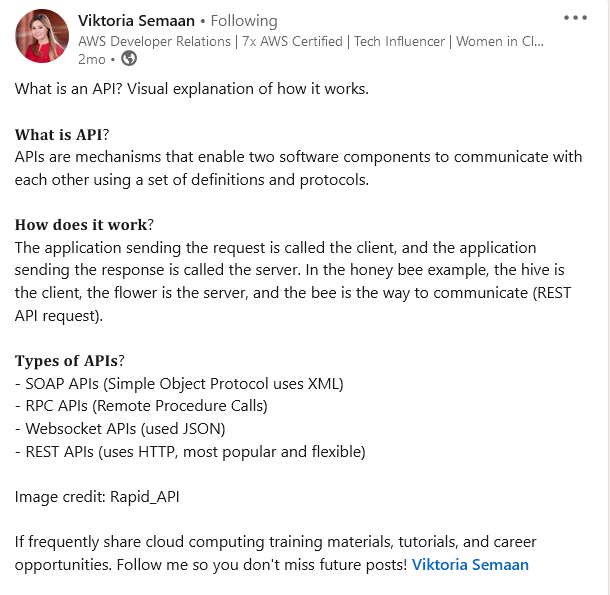 Viktoria Semaan • Following
AWS Developer Relations | 7x AWS Certified | Tech Influencer | Women in Cl...
2mo •
What is an API? Visual explanation of how it works.
What is API?
APIs are mechanisms that enable two software components to communicate with
each other using a set of definitions and protocols.
How does it work?
The application sending the request is called the client, and the application
sending the response is called the server. In the honey bee example, the hive is
the client, the flower is the server, and the bee is the way to communicate (REST
API request).
Types of APIs?
- SOAP APIs (Simple Object Protocol uses XML)
- RPC APIs (Remote Procedure Calls)
- Websocket APIs (used JSON)
- REST APIs (uses HTTP, most popular and flexible)
Image credit: Rapid_API
If frequently share cloud computing training materials, tutorials, and career
opportunities. Follow me so you don't miss future posts! Viktoria Semaan